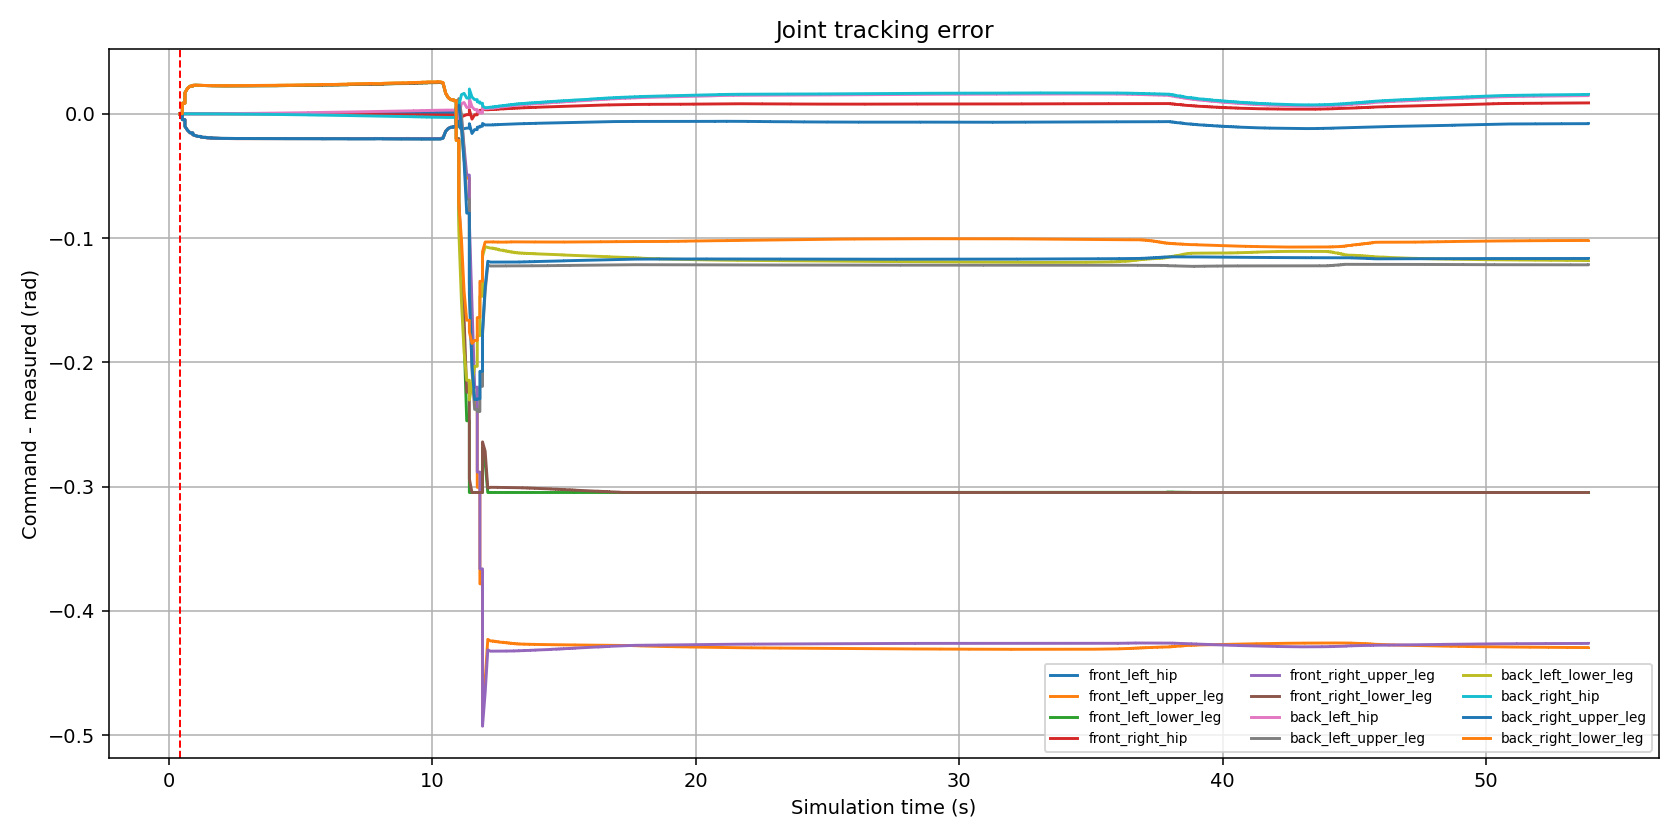 Joint tracking error
Command - measured (rad)
0.0
−0.1
−0.2
−0.3
−0.4
−0.5
0 10 20 30 40 50
Simulation time (s)
front_left_hip
front_left_upper_leg
front_left_lower_leg
front_right_hip
front_right_upper_leg
front_right_lower_leg
back_left_hip
back_left_upper_leg
back_left_lower_leg
back_right_hip
back_right_upper_leg
back_right_lower_leg